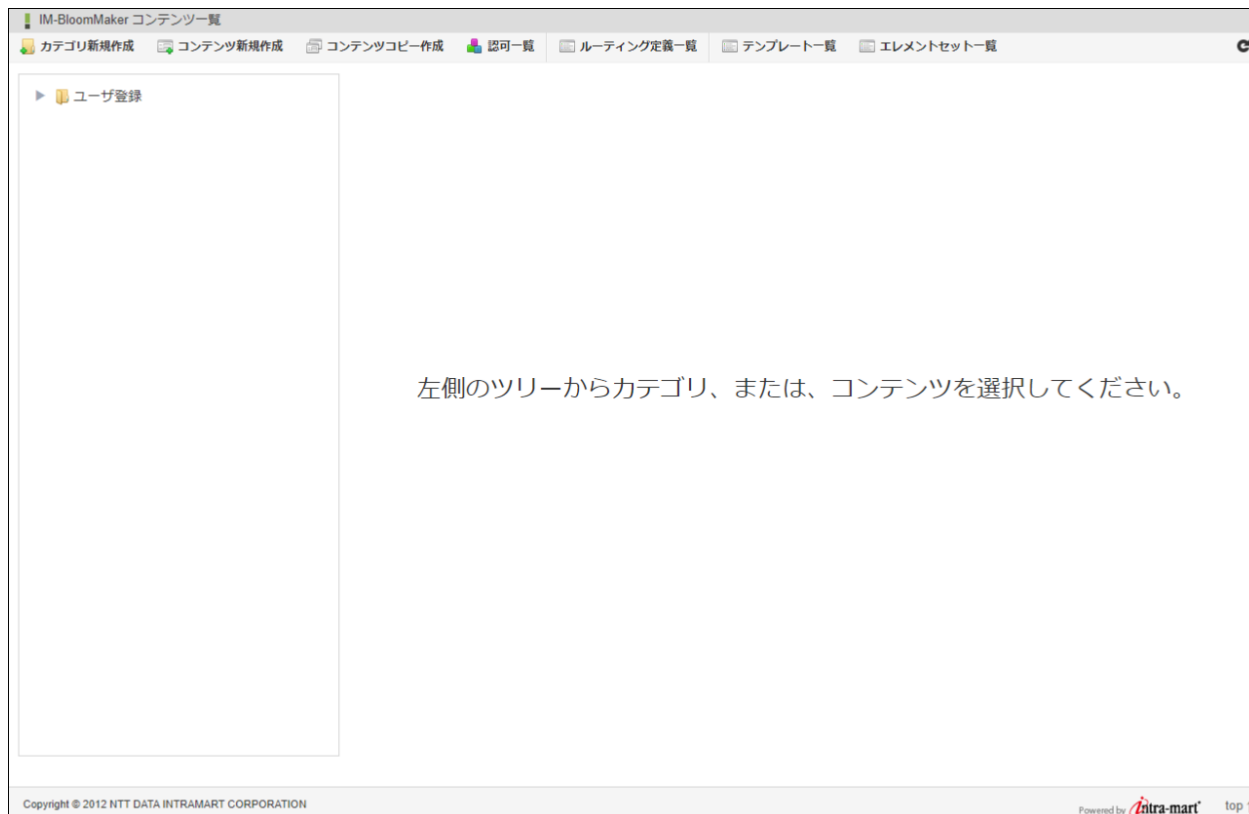 IM-BloomMaker コンテンツ一覧
カテゴリ新規作成 コンテンツ新規作成 コンテンツコピー作成 認可一覧 ルーティング定義一覧 テンプレート一覧 エレメントセット一覧
ユーザ登録
左側のツリーからカテゴリ、または、コンテンツを選択してください。
Copyright © 2012 NTT DATA INTRAMART CORPORATION
Powered by intra-mart top